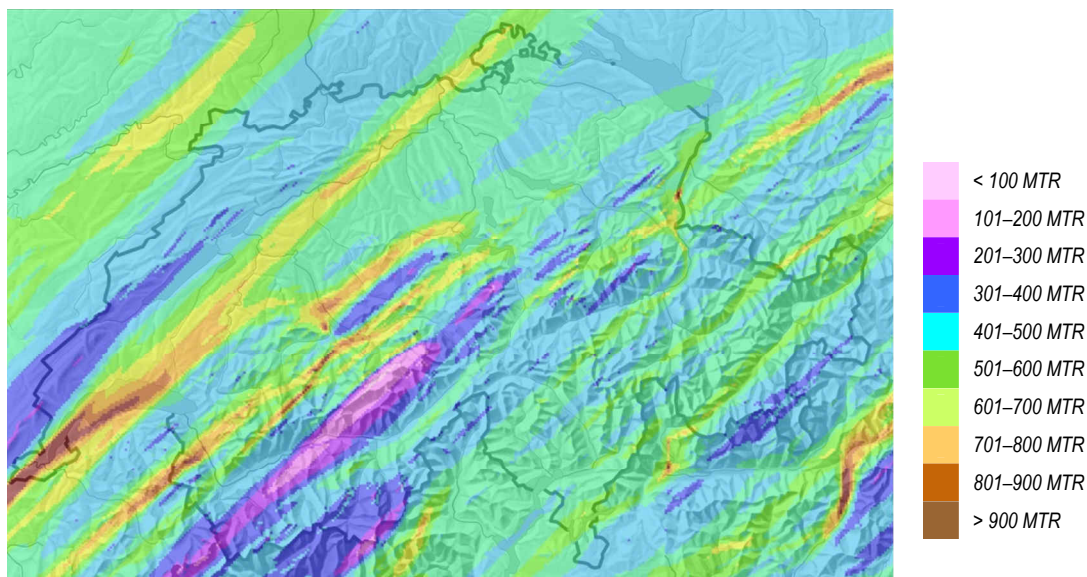 < 100 MTR
101–200 MTR
201–300 MTR
301–400 MTR
401–500 MTR
501–600 MTR
601–700 MTR
701–800 MTR
801–900 MTR
> 900 MTR